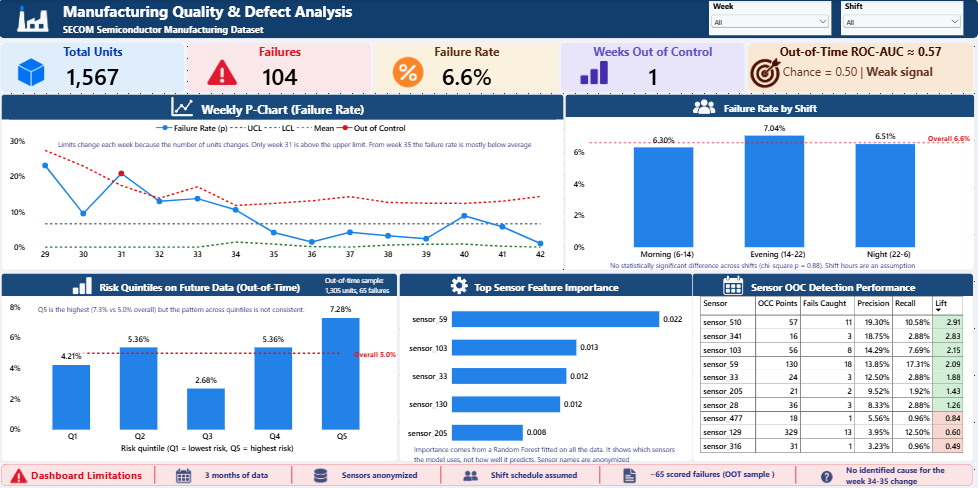 Manufacturing Quality & Defect Analysis
SECOM Semiconductor Manufacturing Dataset
Week
All
Shift
All
Total Units
1,567
Failures
104
Failure Rate
6.6%
Weeks Out of Control
1
Out-of-Time ROC-AUC ≈ 0.57
Chance = 0.50 | Weak signal
Weekly P-Chart (Failure Rate)
Failure Rate (p) UCL LCL Mean Out of Control
Limits change each week because the number of units changes. Only week 31 is above the upper limit. From week 35 the failure rate is mostly below average
30%
20%
10%
0%
29 30 31 32 33 34 35 36 37 38 39 40 41 42
Failure Rate by Shift
6.30% 7.04% 6.51%
Overall 6.6%
6%
4%
2%
0%
Morning (6-14) Evening (14-22) Night (22-6)
No statistically significant difference across shifts (chi-square p = 0.88). Shift hours are an assumption
Risk Quintiles on Future Data (Out-of-Time)
Out-of-time sample:
1,305 units, 65 failures
Q5 is the highest (7.3% vs 5.0% overall) but the pattern across quintiles is not consistent.
8%
6%
4%
2%
0%
4.21% 5.36% 2.68% 5.36% 7.28%
Overall 5.0%
Q1 Q2 Q3 Q4 Q5
Risk quintile (Q1 = lowest risk, Q5 = highest risk)
Top Sensor Feature Importance
sensor_59 0.022
sensor_103 0.013
sensor_33 0.012
sensor_130 0.012
sensor_205 0.008
Importance comes from a Random Forest fitted on all the data. It shows which sensors
the model uses, not how well it predicts. Sensor names are anonymized
Sensor OOC Detection Performance
Sensor OCC Points Fails Caught Precision Recall Lift
sensor_510 57 11 19.30% 10.58% 2.91
sensor_341 16 3 18.75% 2.88% 2.83
sensor_103 56 8 14.29% 7.69% 2.15
sensor_59 130 18 13.85% 17.31% 2.09
sensor_33 24 3 12.50% 2.88% 1.88
sensor_205 21 2 9.52% 1.92% 1.43
sensor_28 36 3 8.33% 2.88% 1.26
sensor_477 18 1 5.56% 0.96% 0.84
sensor_129 329 13 3.95% 12.50% 0.60
sensor_316 31 1 3.23% 0.96% 0.49
Dashboard Limitations
3 months of data
Sensors anonymized
Shift schedule assumed
~65 scored failures (OOT sample )
No identified cause for the
week 34-35 change